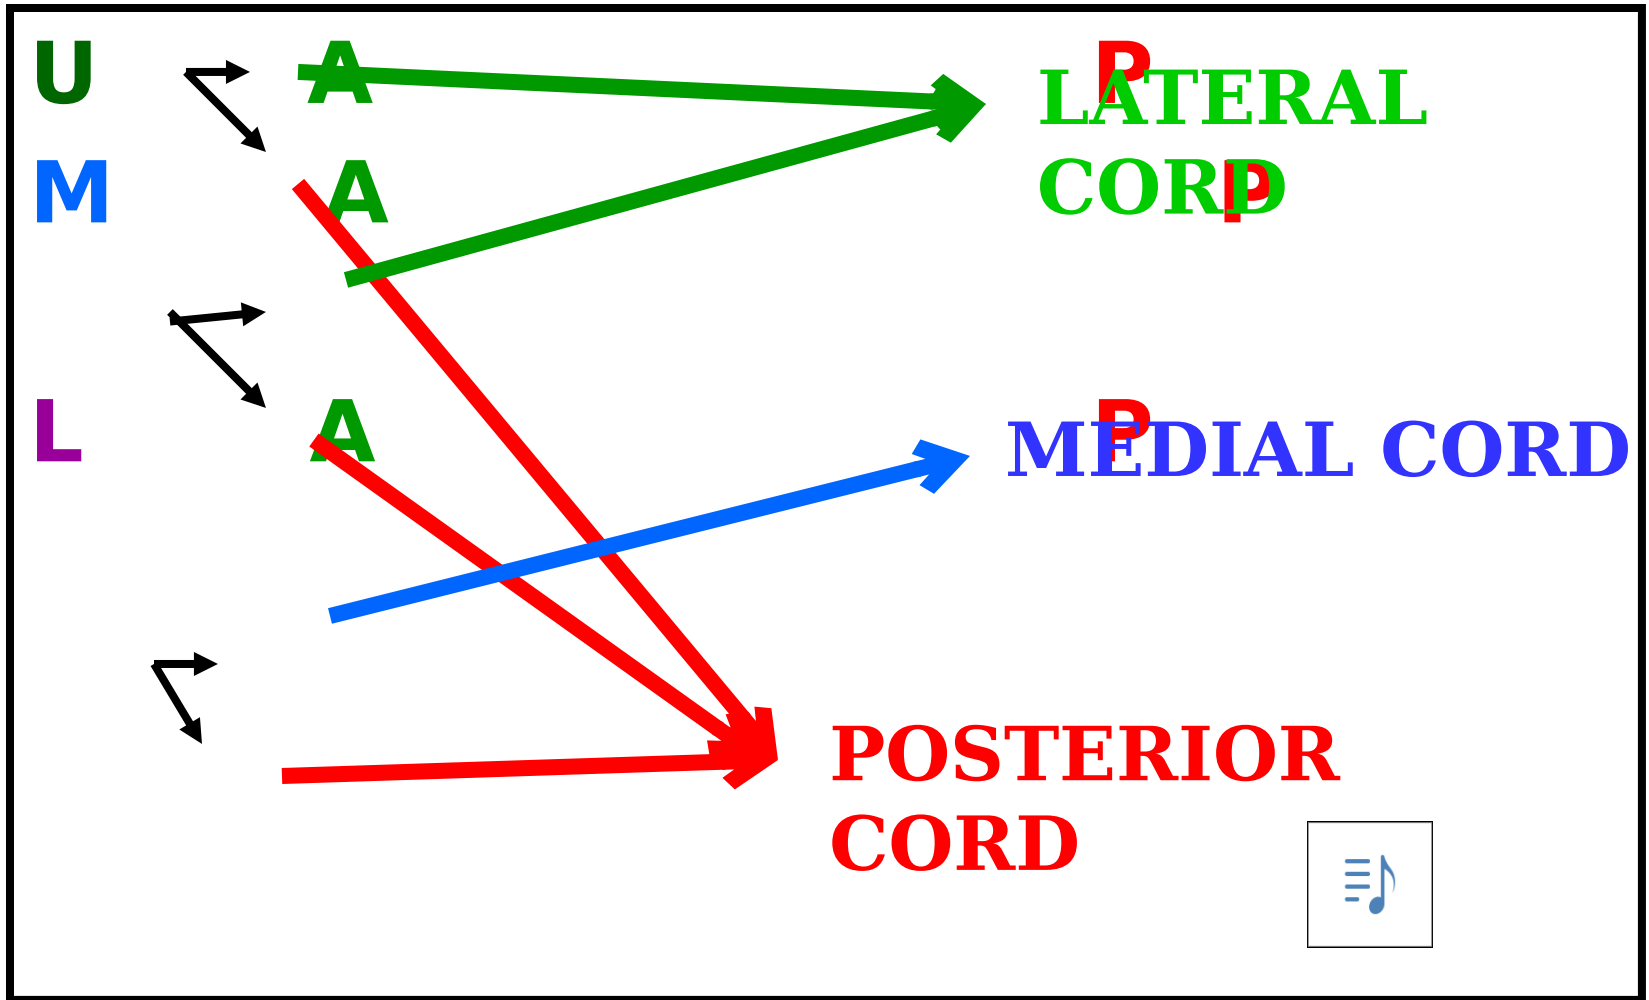 U A P
LATERAL
M A P
CORD
L A P
MEDIAL CORD
POSTERIOR
CORD